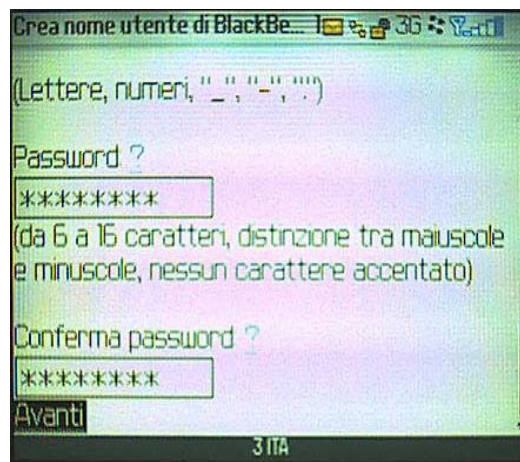 Crea nome utente di BlackBe... 1 3G
(Lettere, numeri, "_", "-", ".")
Password ?
********
(da 6 a 16 caratteri, distinzione tra maiuscole
e minuscole, nessun carattere accentato)
Conferma password ?
********
Avanti
3 ITA